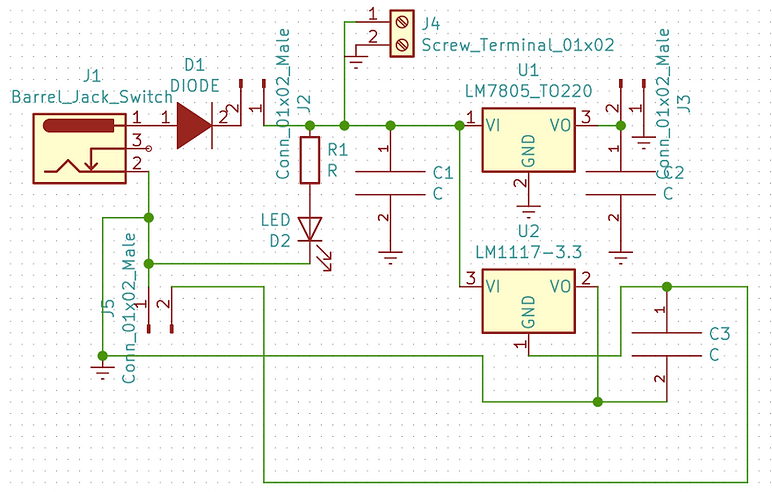 J1
Barrel_Jack_Switch
1
3
2
D1
DIODE
1
2
2
1
Conn_01x02_Male
J2
J4
Screw_Terminal_01x02
1
2
R1
R
LED
D2
C1
C
1
2
U1
LM7805_TO220
1
VI
VO
3
GND
2
2
1
Conn_01x02_Male
J3
C2
C
1
2
U2
LM1117-3.3
3
VI
VO
2
GND
1
C3
C
1
2
J5
Conn_01x02_Male
1
2